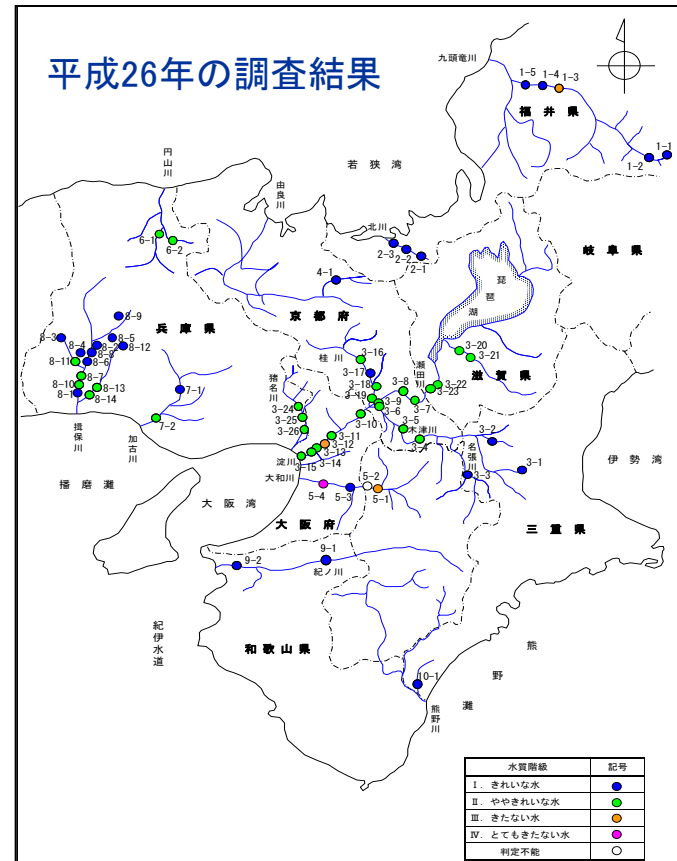 平成26年の調査結果
九頭竜川
1-5
1-4
1-3
福井県
1-1
1-2
円山川
若狭湾
由良川
北川
6-1
6-2
2-3
2-2
2-1
岐阜県
4-1
琵琶湖
京都府
兵庫県
8-9
8-3
8-4
8-5
8-2
8-12
8-8
8-6
8-11
8-7
8-10
8-13
8-1
8-14
7-1
7-2
桂川
3-16
3-17
3-18
3-19
瀬田川
3-20
3-21
滋賀県
3-22
3-23
3-8
3-7
3-9
3-6
3-10
3-5
木津川
3-4
猪名川
3-24
3-25
3-26
3-11
3-12
3-13
3-14
3-15
淀川
名張川
3-2
3-1
3-3
伊勢湾
揖保川
加古川
播磨灘
大阪湾
大和川
5-4
5-3
5-2
5-1
大阪府
三重県
9-1
9-2
紀ノ川
紀伊水道
和歌山県
10-1
熊野川
熊野灘
水質階級 記号
Ⅰ. きれいな水
Ⅱ. ややきれいな水
Ⅲ. きたない水
Ⅳ. とてもきたない水
判定不能